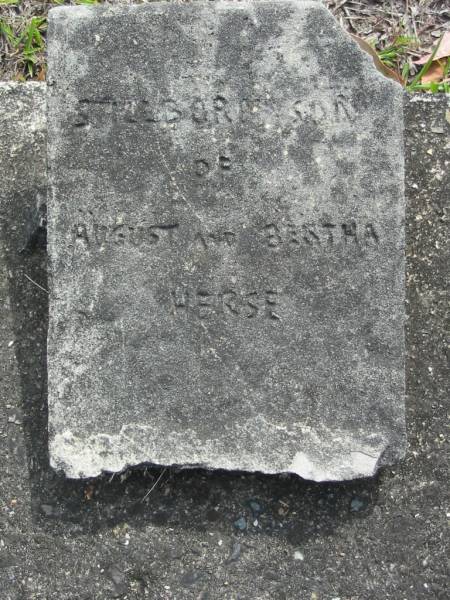 STILLBORN SON
OF
AUGUST AND BERTHA
HERSE